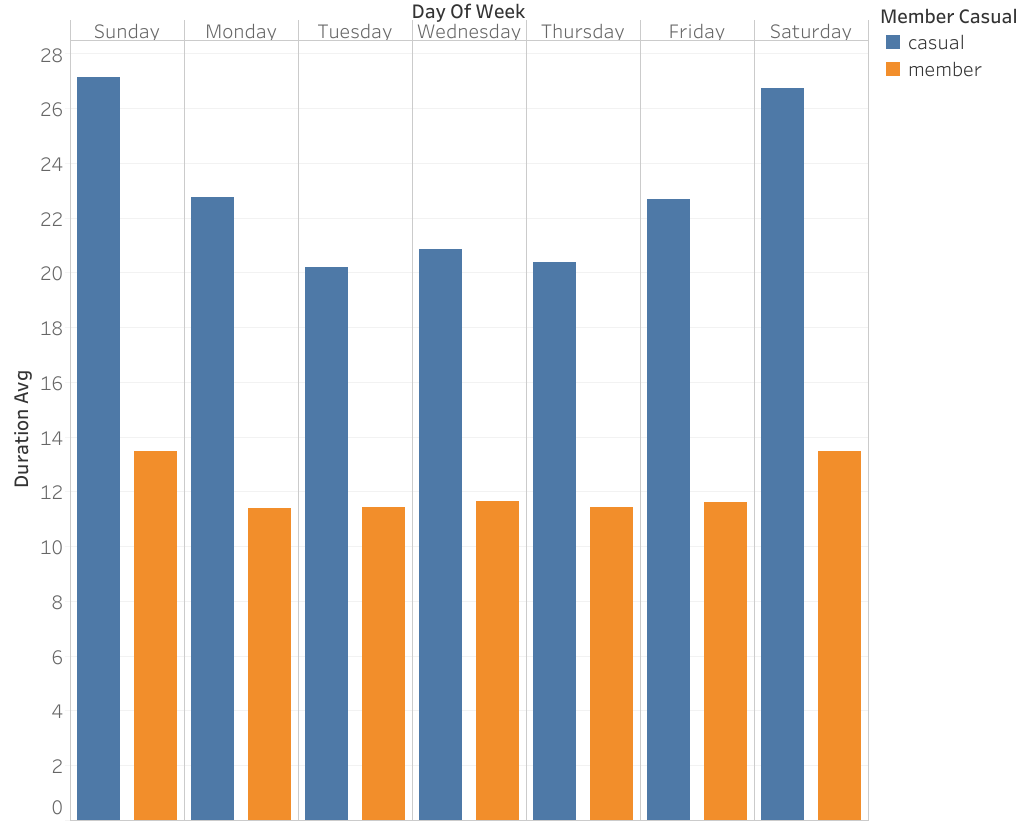 Day Of Week
Sunday Monday Tuesday Wednesday Thursday Friday Saturday
Member Casual
casual
member
Duration Avg
28
26
24
22
20
18
16
14
12
10
8
6
4
2
0